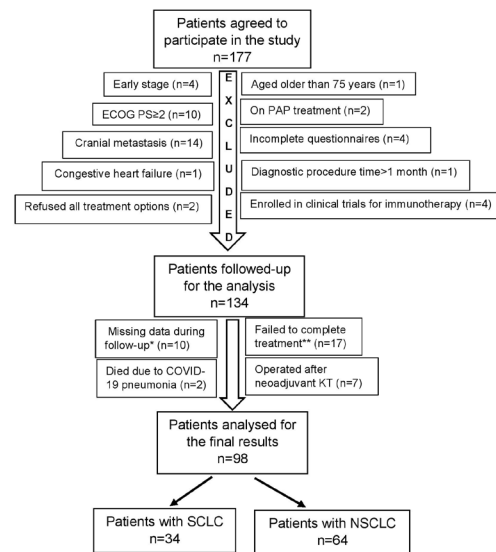 Patients agreed to
participate in the study
n=177
E
X
C
L
U
D
E
D
Early stage (n=4)
Aged older than 75 years (n=1)
ECOG PS≥2 (n=10)
On PAP treatment (n=2)
Cranial metastasis (n=14)
Incomplete questionnaires (n=4)
Congestive heart failure (n=1)
Diagnostic procedure time>1 month (n=1)
Refused all treatment options (n=2)
Enrolled in clinical trials for immunotherapy (n=4)
Patients followed-up
for the analysis
n=134
Missing data during
follow-up* (n=10)
Failed to complete
treatment** (n=17)
Died due to COVID-
19 pneumonia (n=2)
Operated after
neoadjuvant KT (n=7)
Patients analysed for
the final results
n=98
Patients with SCLC
n=34
Patients with NSCLC
n=64